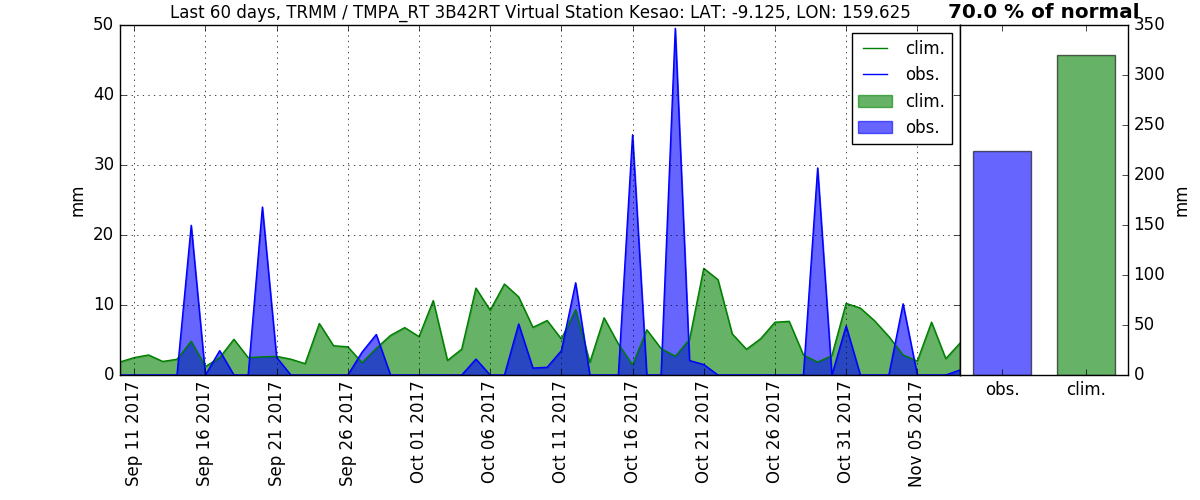 Last 60 days, TRMM / TMPA_RT 3B42RT Virtual Station Kesao: LAT: -9.125, LON: 159.625
70.0 % of normal
50
40
30
20
10
0
mm
clim.
obs.
clim.
obs.
350
300
250
200
150
100
50
0
mm
obs.
clim.
Sep 11 2017
Sep 16 2017
Sep 21 2017
Sep 26 2017
Oct 01 2017
Oct 06 2017
Oct 11 2017
Oct 16 2017
Oct 21 2017
Oct 26 2017
Oct 31 2017
Nov 05 2017